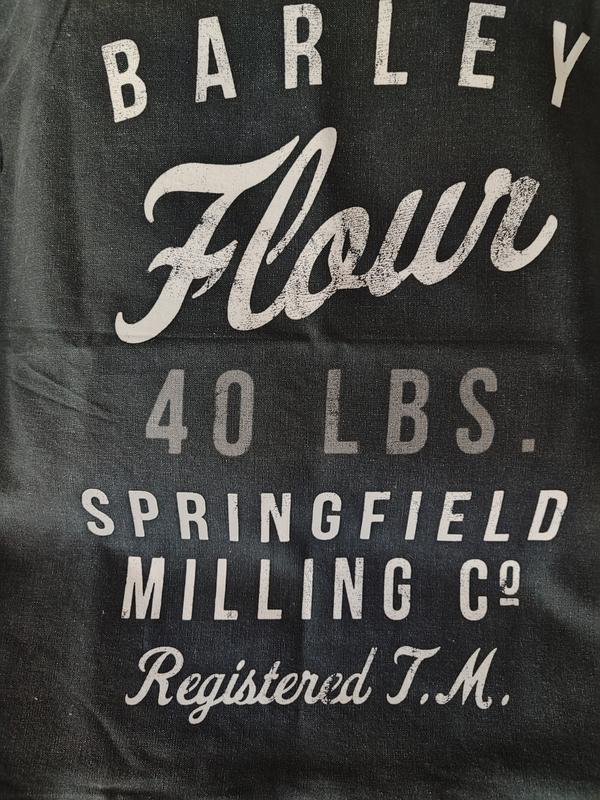 BARLEY
Flour
40 LBS.
SPRINGFIELD
MILLING Cº
Registered T.M.